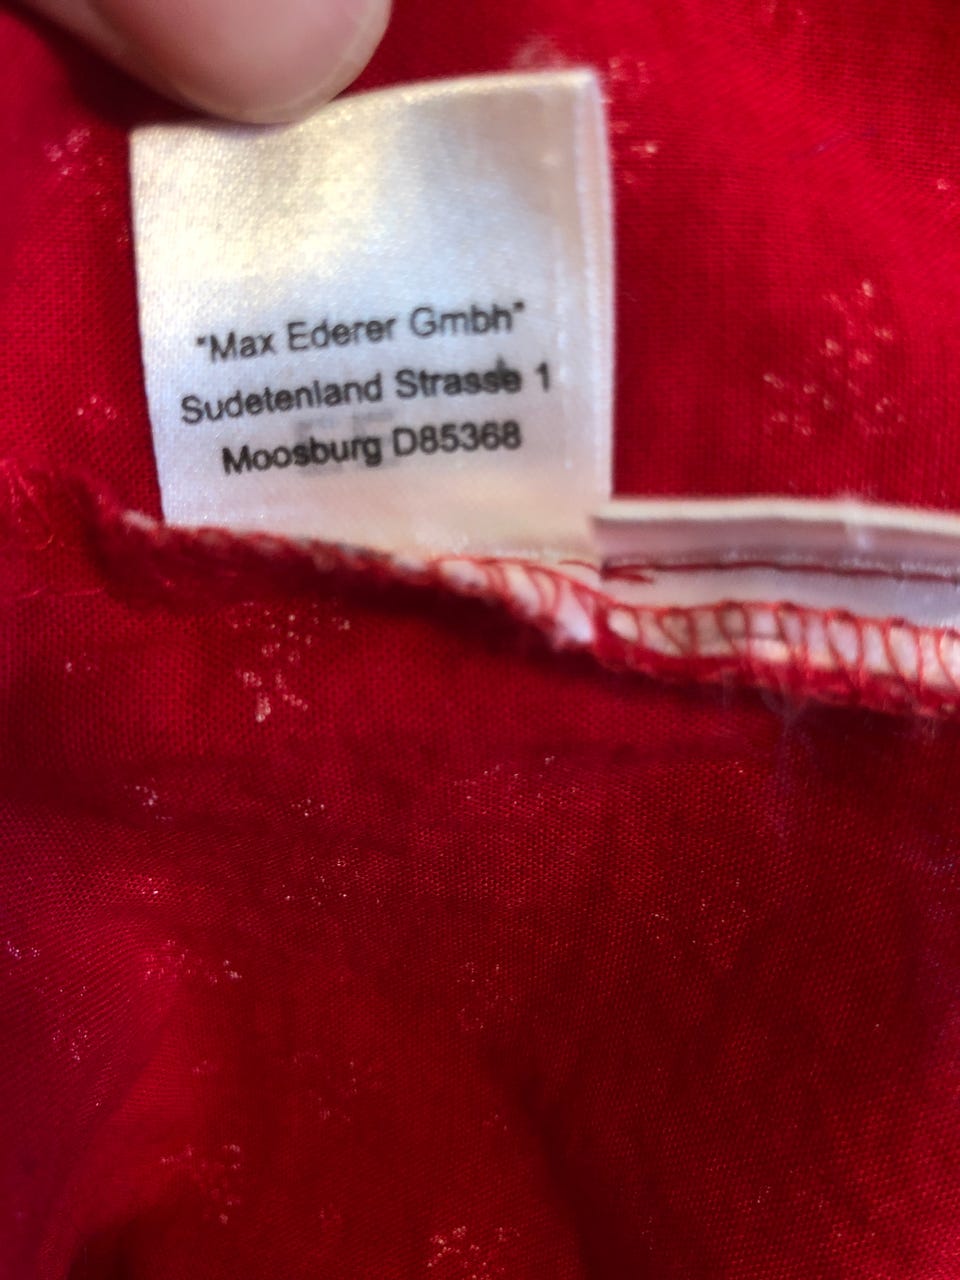 "Max Ederer Gmbh"
Sudetenland Strasse 1
Moosburg D85368